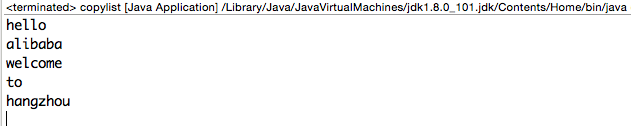 <terminated> copylist [Java Application] /Library/Java/JavaVirtualMachines/jdk1.8.0_101.jdk/Contents/Home/bin/java
hello
alibaba
welcome
to
hangzhou